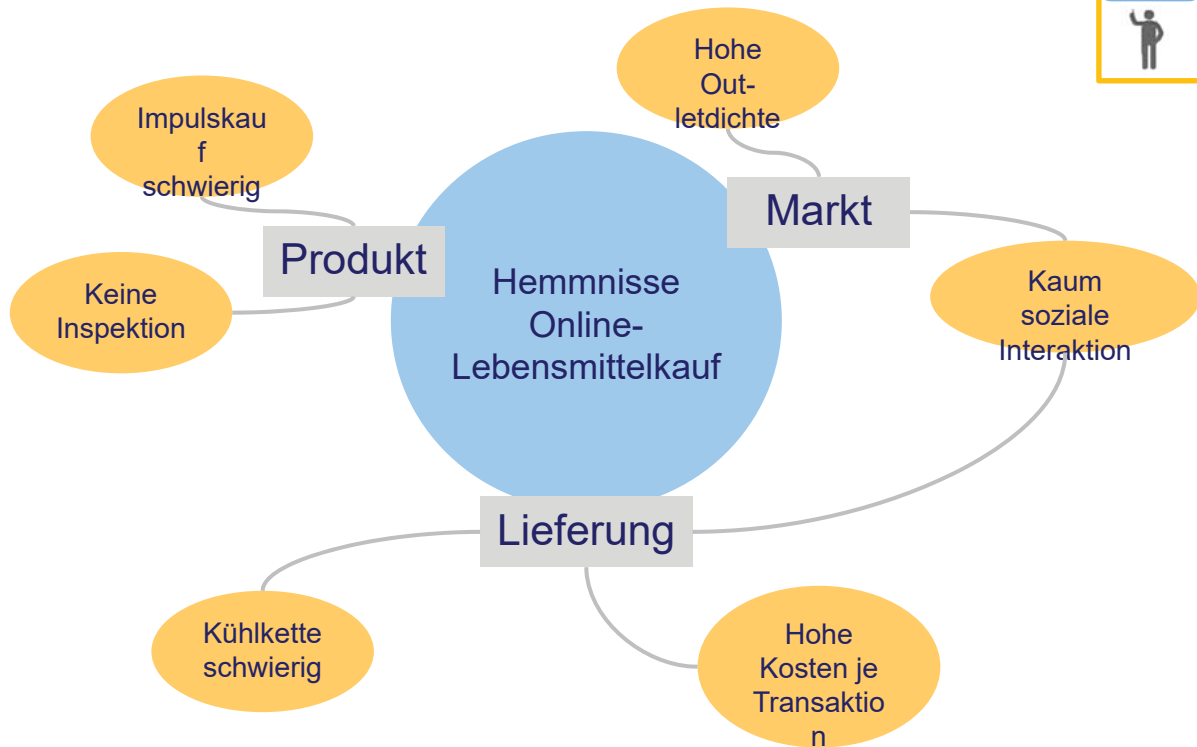 Hohe
Out-
letdichte
Impulskau
f
schwierig
Markt
Produkt
Keine
Inspektion
Hemmnisse
Online-
Lebensmittelkauf
Kaum
soziale
Interaktion
Lieferung
Kühlkette
schwierig
Hohe
Kosten je
Transaktio
n